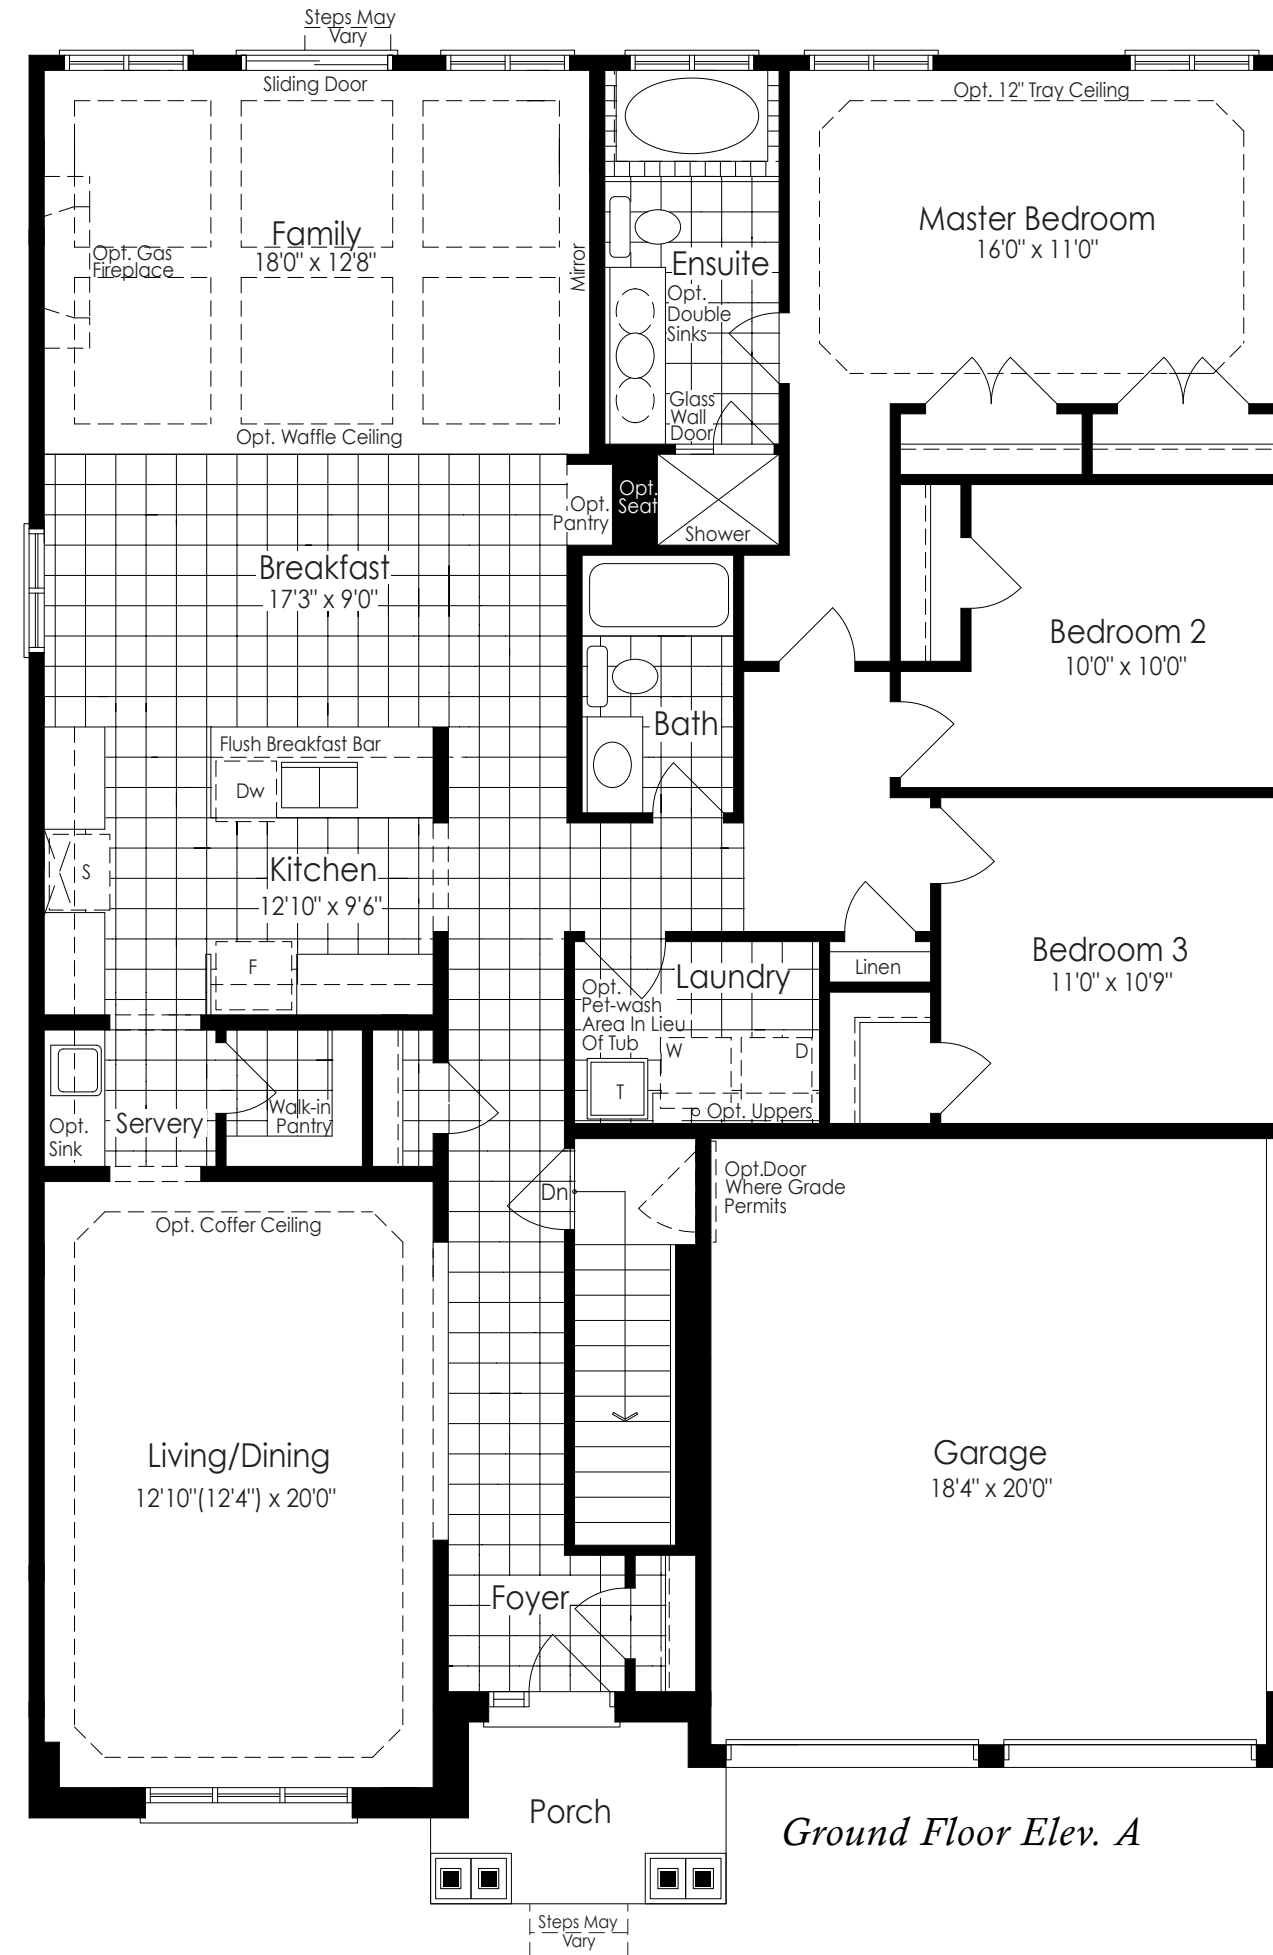 Steps May
Vary
Sliding Door
Opt. 12" Tray Ceiling
Family
18'0" x 12'8"
Opt. Gas
Fireplace
Mirror
Ensuite
Opt.
Double
Sinks
Glass
Wall
Door
Master Bedroom
16'0" x 11'0"
Opt. Waffle Ceiling
Opt.
Pantry
Opt.
Seat
Shower
Breakfast
17'3" x 9'0"
Bedroom 2
10'0" x 10'0"
Bath
Flush Breakfast Bar
Dw
S
Kitchen
12'10" x 9'6"
F
Laundry
Opt.
Pet-wash
Area In Lieu
Of Tub
W
D
T
Opt. Uppers
Linen
Bedroom 3
11'0" x 10'9"
Opt.
Sink
Servery
Walk-in
Pantry
Dn
Opt.Door
Where Grade
Permits
Opt. Coffer Ceiling
Living/Dining
12'10"(12'4") x 20'0"
Garage
18'4" x 20'0"
Foyer
Porch
Ground Floor Elev. A
Steps May
Vary